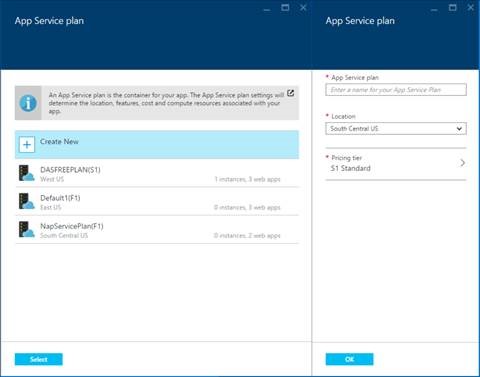 App Service plan
An App Service plan is the container for your app. The App Service plan settings will
determine the location, features, cost and compute resources associated with your
app.
Create New
DASFREEPLAN(S1)
West US
1 instances, 3 web apps
Default1(F1)
East US
0 instances, 3 web apps
NapServicePlan(F1)
South Central US
0 instances, 2 web apps
Select
App Service plan
* App Service plan
Enter a name for your App Service Plan
* Location
South Central US
* Pricing tier
S1 Standard
OK